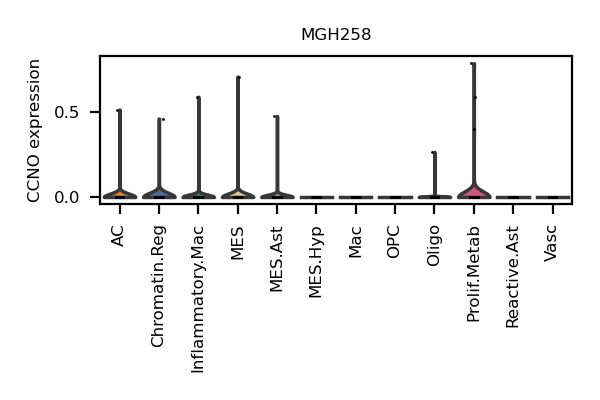 MGH258
CCNO expression
0.5
0.0
AC
Chromatin.Reg
Inflammatory.Mac
MES
MES.Ast
MES.Hyp
Mac
OPC
Oligo
Prolif.Metab
Reactive.Ast
Vasc